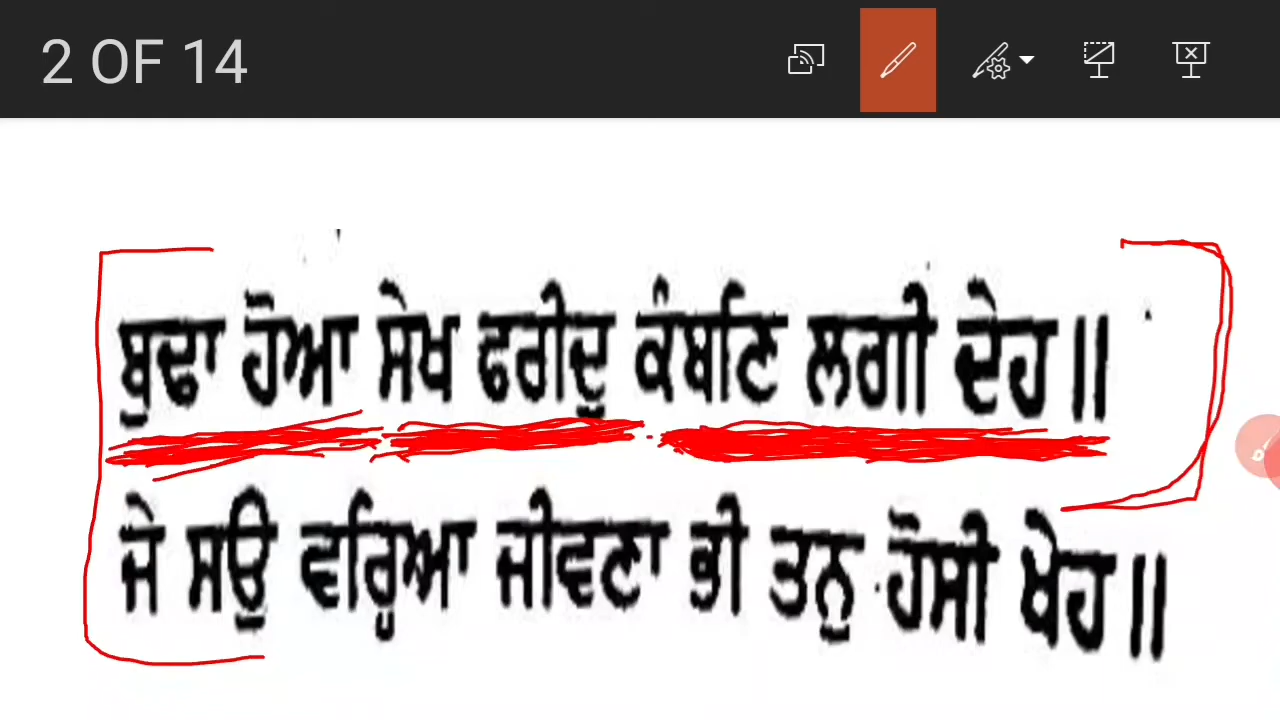 2 OF 14
ਬੁਢਾ ਹੋਆ ਸੇਖ ਫਰੀਦੁ ਕੰਬਣਿ ਲਗੀ ਦੇਹ॥
ਜੇ ਸਉ ਵਰ੍ਹਿਆ ਜੀਵਣਾ ਭੀ ਤਨੁ ਹੋਸੀ ਖੇਹ॥